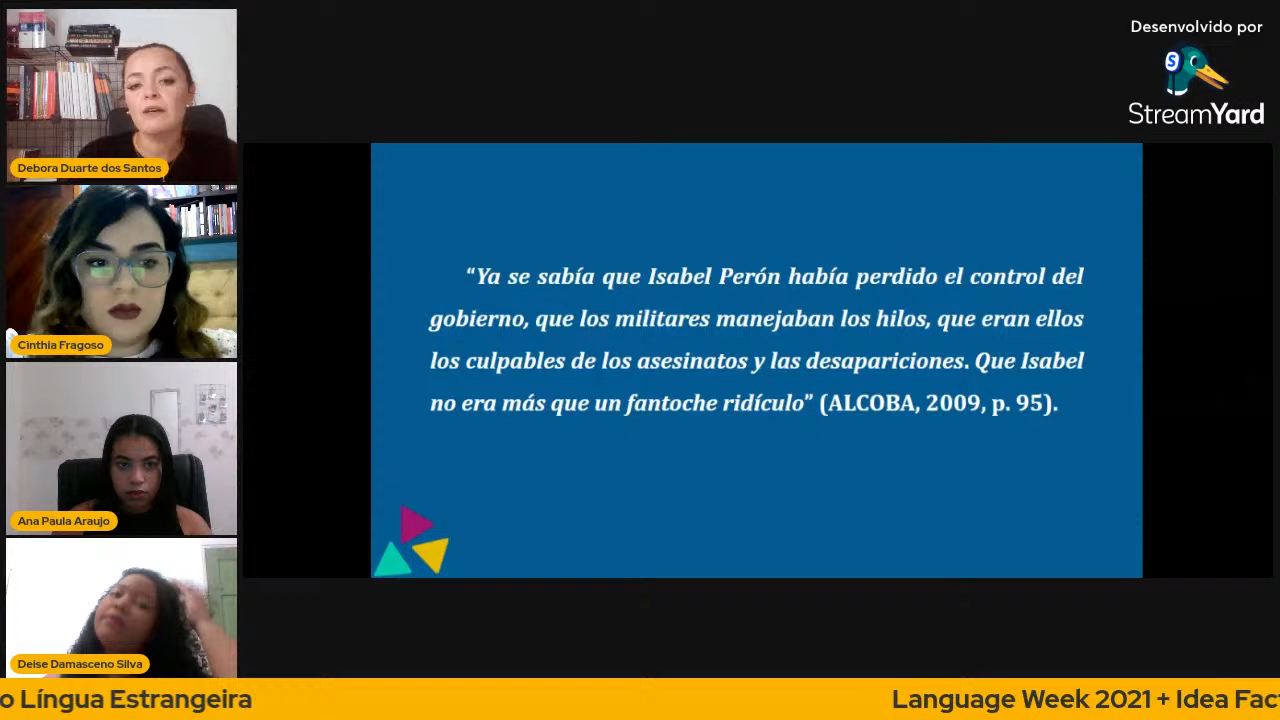 Desenvolvido por
StreamYard
Debora Duarte dos Santos
Cinthia Fragoso
Ana Paula Araujo
Deise Damasceno Silva
“Ya se sabía que Isabel Perón había perdido el control del
gobierno, que los militares manejaban los hilos, que eran ellos
los culpables de los asesinatos y las desapariciones. Que Isabel
no era más que un fantoche ridículo” (ALCOBA, 2009, p. 95).
o Língua Estrangeira
Language Week 2021 + Idea Fac